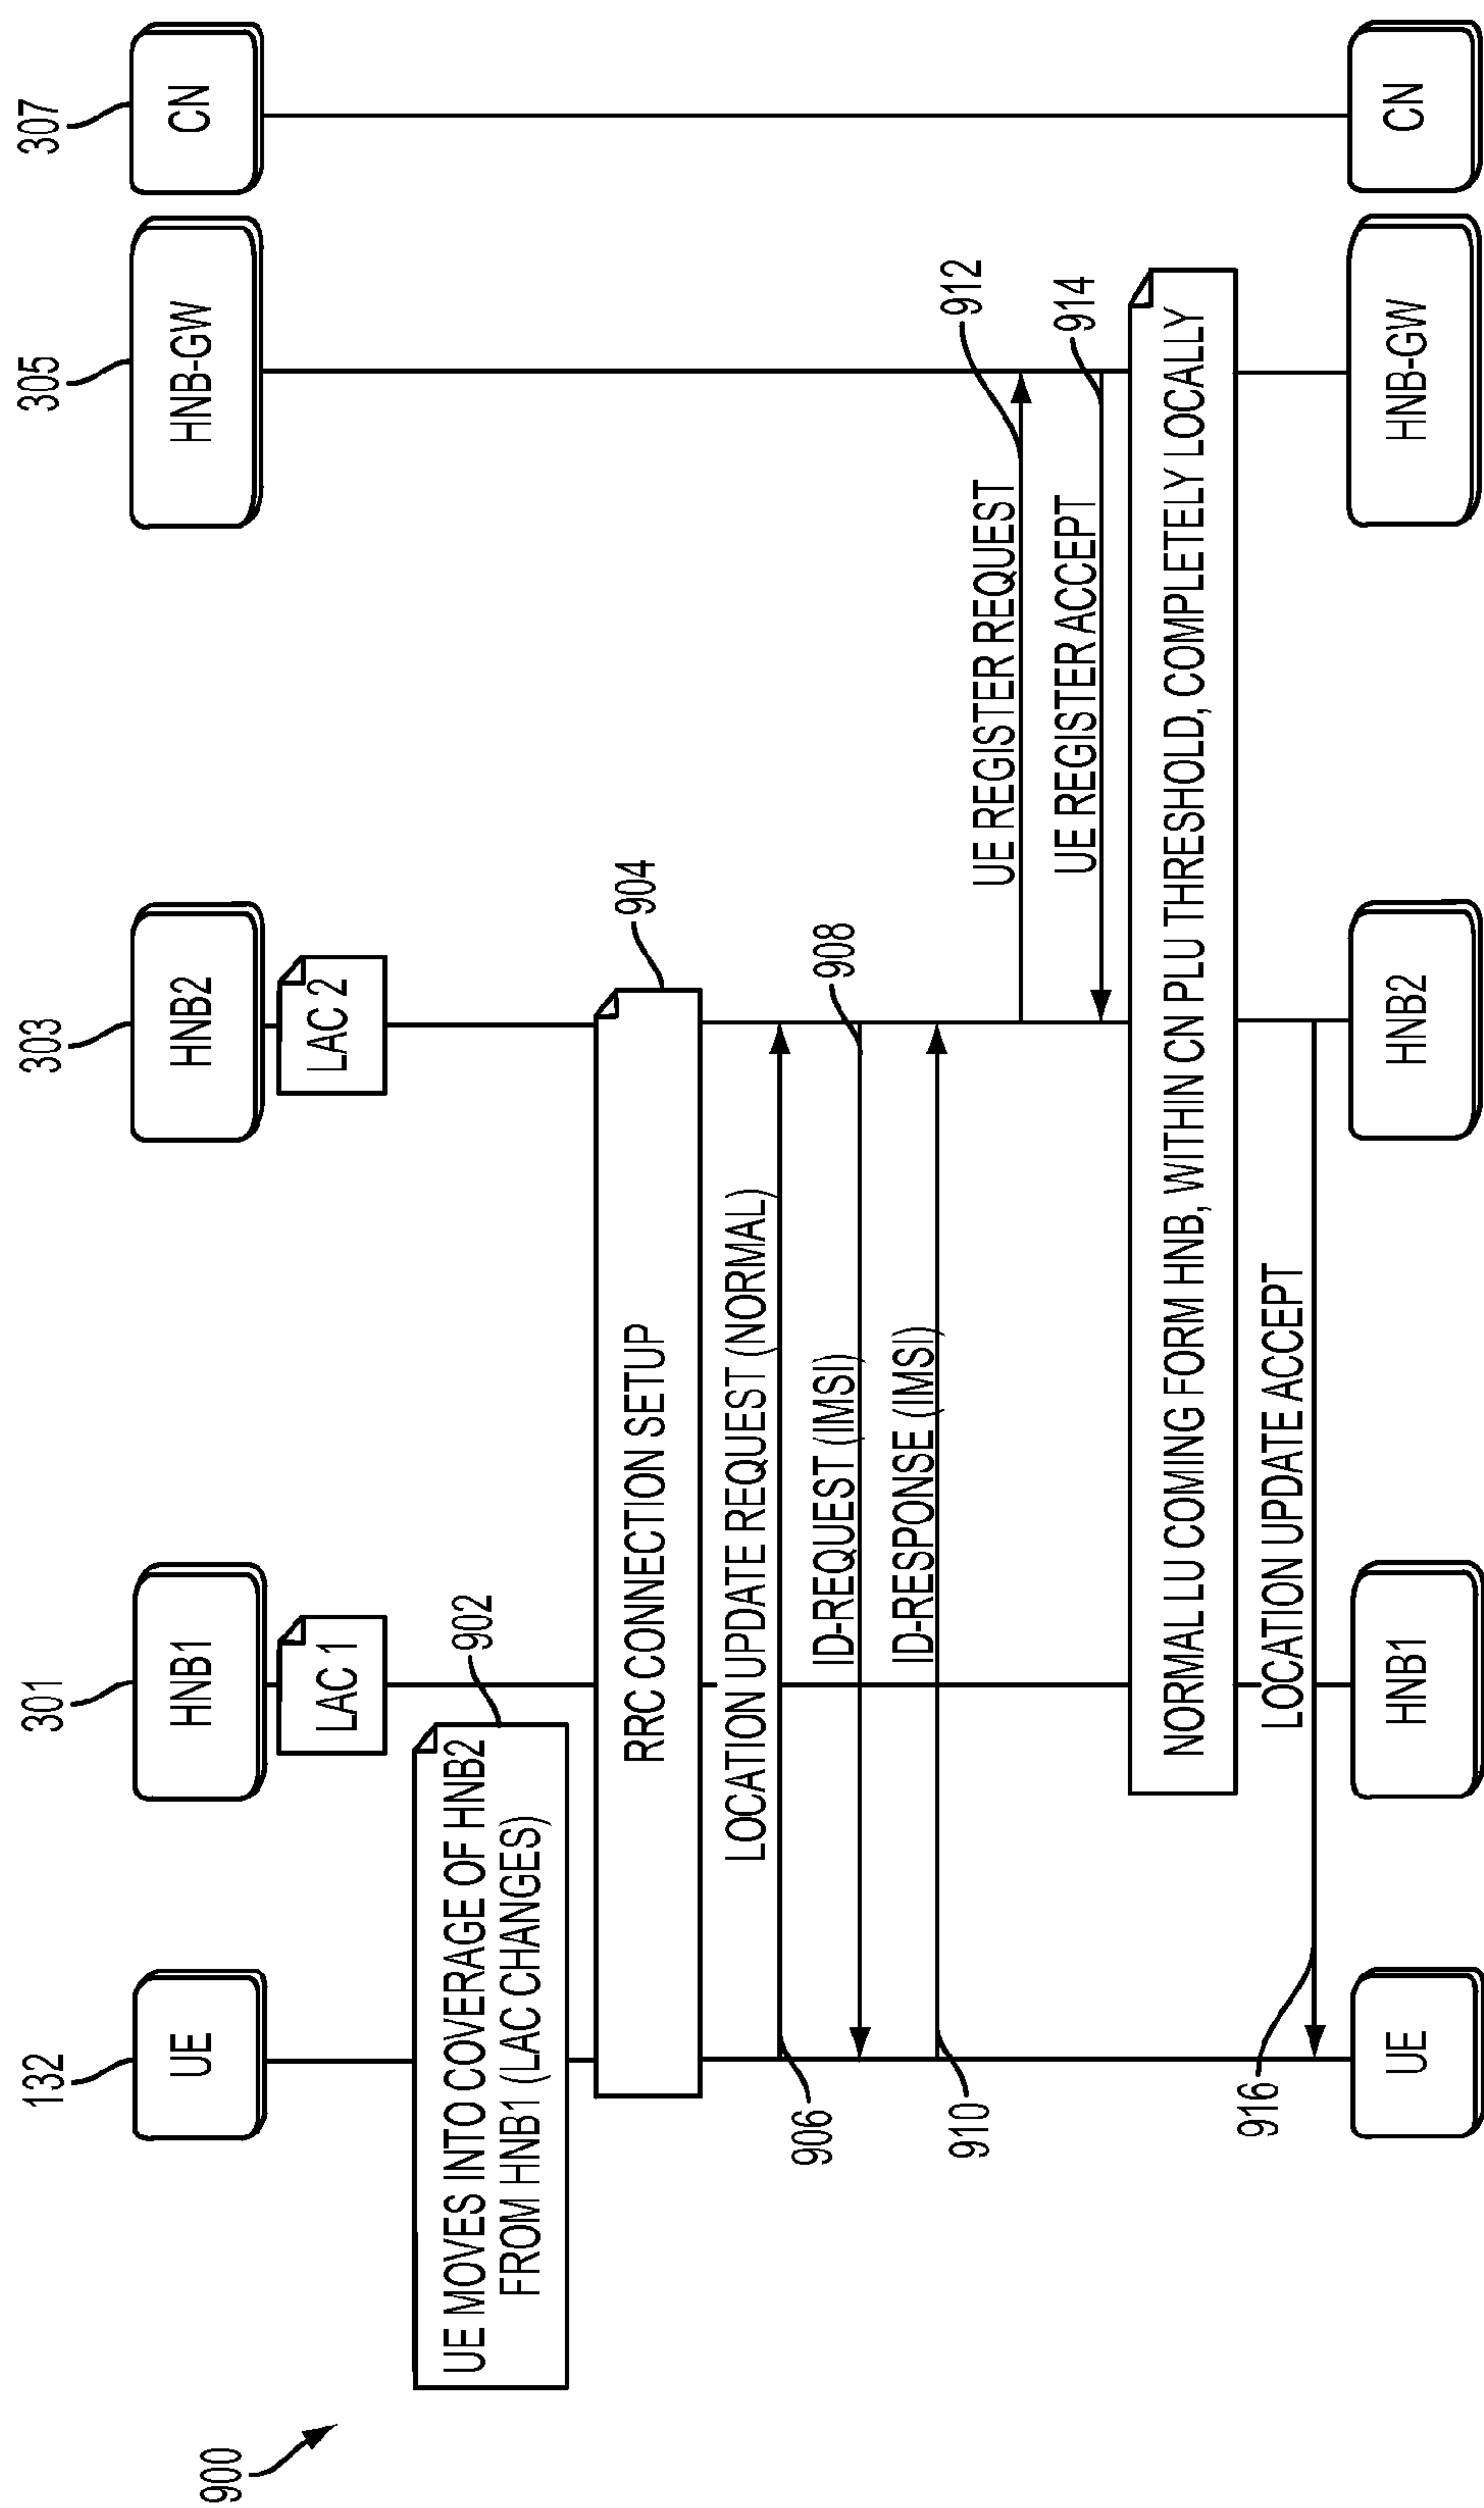 900
132
301
303
305
307
UE
HNB1
HNB2
HNB-GW
CN
LAC 1
LAC 2
UE MOVES INTO COVERAGE OF HNB2
FROM HNB1 (LAC CHANGES)
902
RRC CONNECTION SETUP
904
LOCATION UPDATE REQUEST (NORMAL)
906
ID-REQUEST (IMSI)
908
ID-RESPONSE (IMSI)
910
UE REGISTER REQUEST
912
UE REGISTER ACCEPT
914
NORMAL LU COMING FORM HNB, WITHIN CN PLU THRESHOLD, COMPLETELY LOCALLY
LOCATION UPDATE ACCEPT
916
UE
HNB1
HNB2
HNB-GW
CN